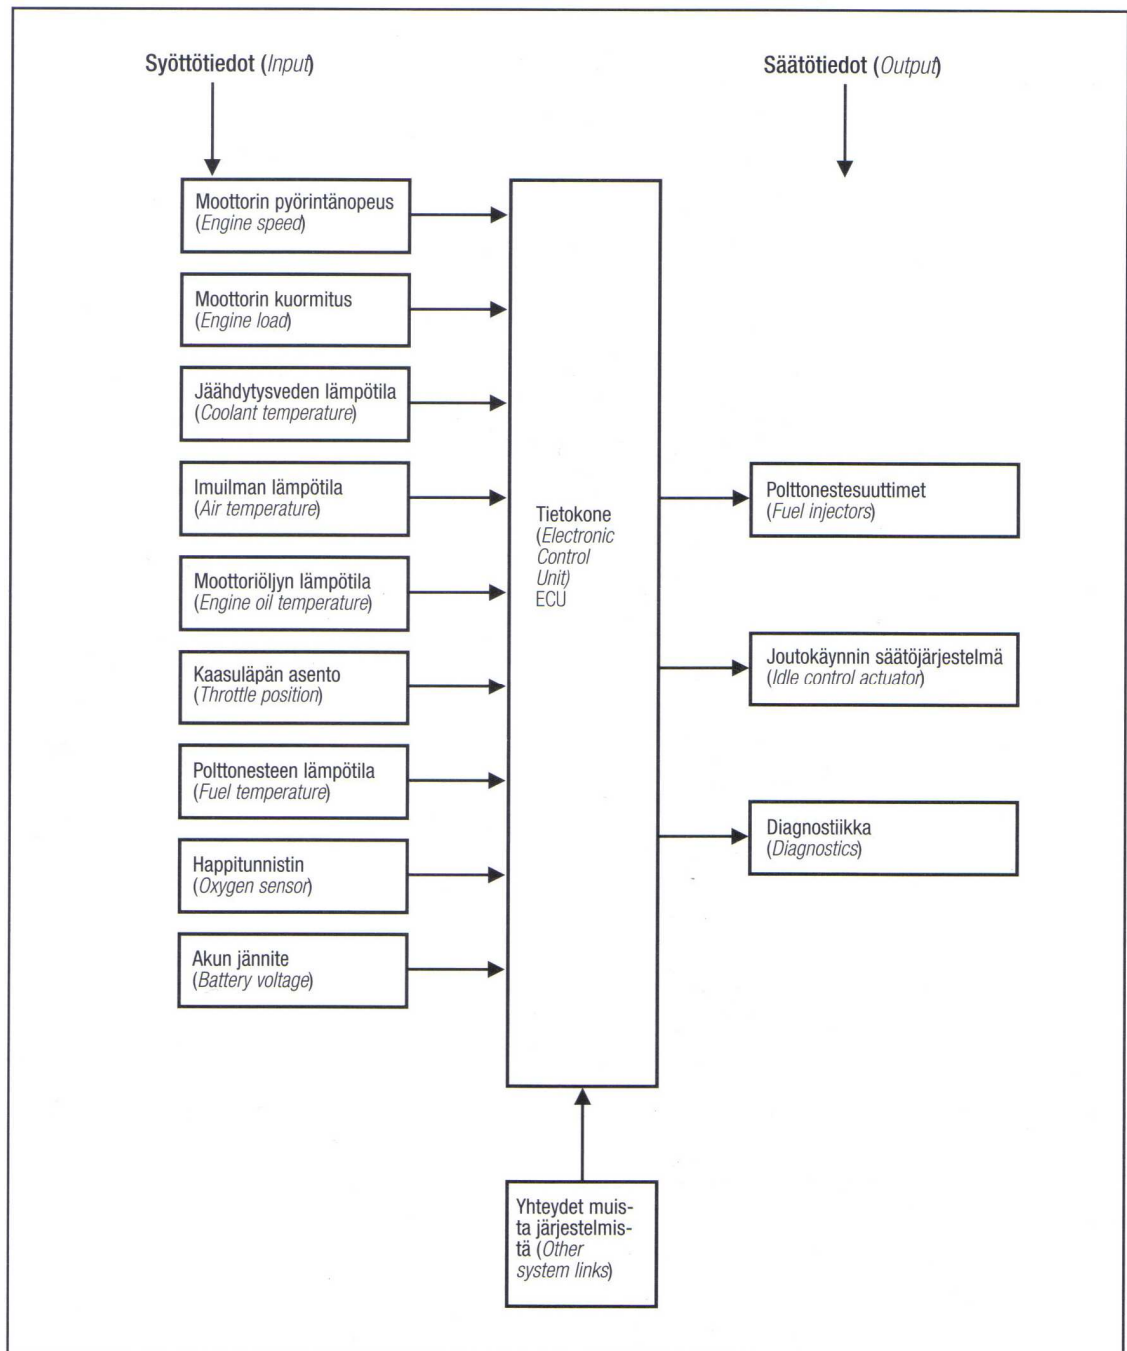 Syöttötiedot (Input)
Säätötiedot (Output)
Moottorin pyörintänopeus
(Engine speed)
Moottorin kuormitus
(Engine load)
Jäähdytysveden lämpötila
(Coolant temperature)
Imuilman lämpötila
(Air temperature)
Moottoriöljyn lämpötila
(Engine oil temperature)
Kaasuläpän asento
(Throttle position)
Polttonesteen lämpötila
(Fuel temperature)
Happitunnistin
(Oxygen sensor)
Akun jännite
(Battery voltage)
Tietokone
(Electronic
Control
Unit)
ECU
Polttonestesuuttimet
(Fuel injectors)
Joutokäynnin säätöjärjestelmä
(Idle control actuator)
Diagnostiikka
(Diagnostics)
Yhteydet muis-
ta järjestelmis-
tä (Other
system links)